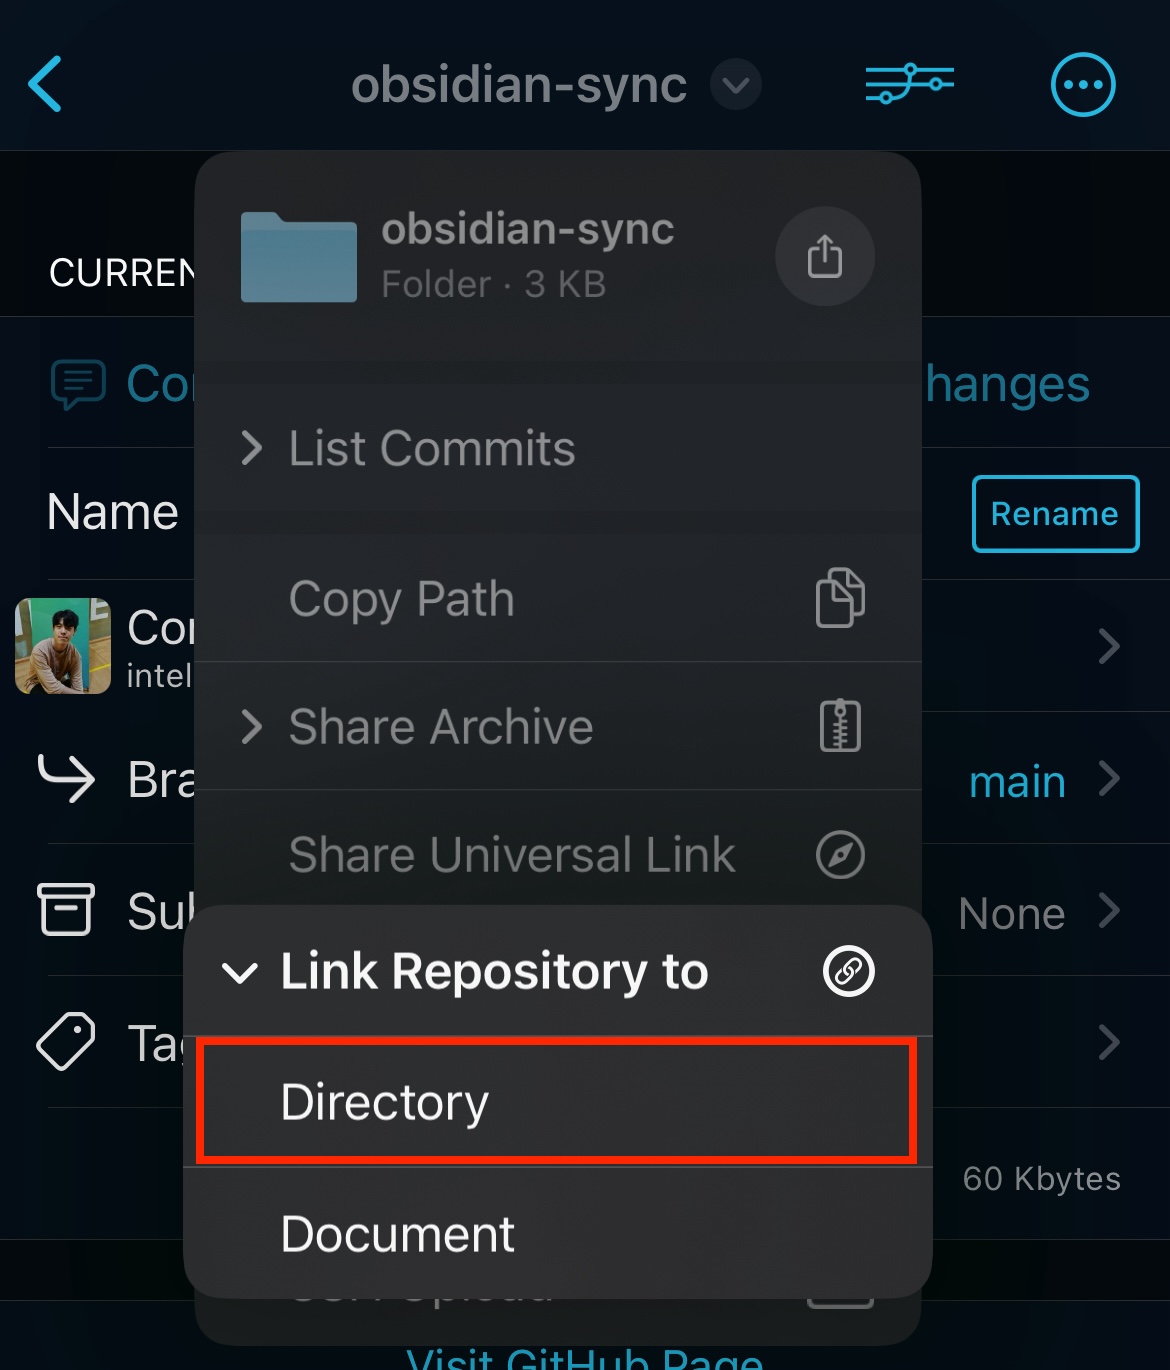 obsidian-sync
obsidian-sync
Folder · 3 KB
CURREN
Co
hanges
List Commits
Name
Rename
Copy Path
Co
intel
Share Archive
Bra
main
Share Universal Link
Su
None
Link Repository to
Directory
Ta
60 Kbytes
Document
Visit GitHub Page